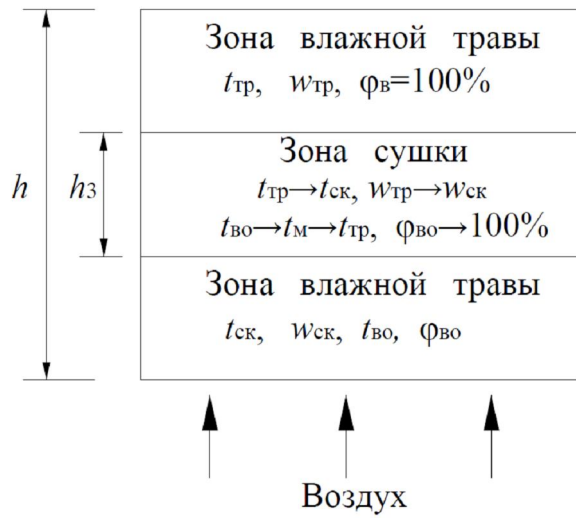 Зона влажной травы
tтр, wтр, φв=100%
Зона сушки
h
h3
tтр→tск, wтр→wск
tво→tм→tтр, φво→100%
Зона влажной травы
tск, wск, tво, φво
Воздух